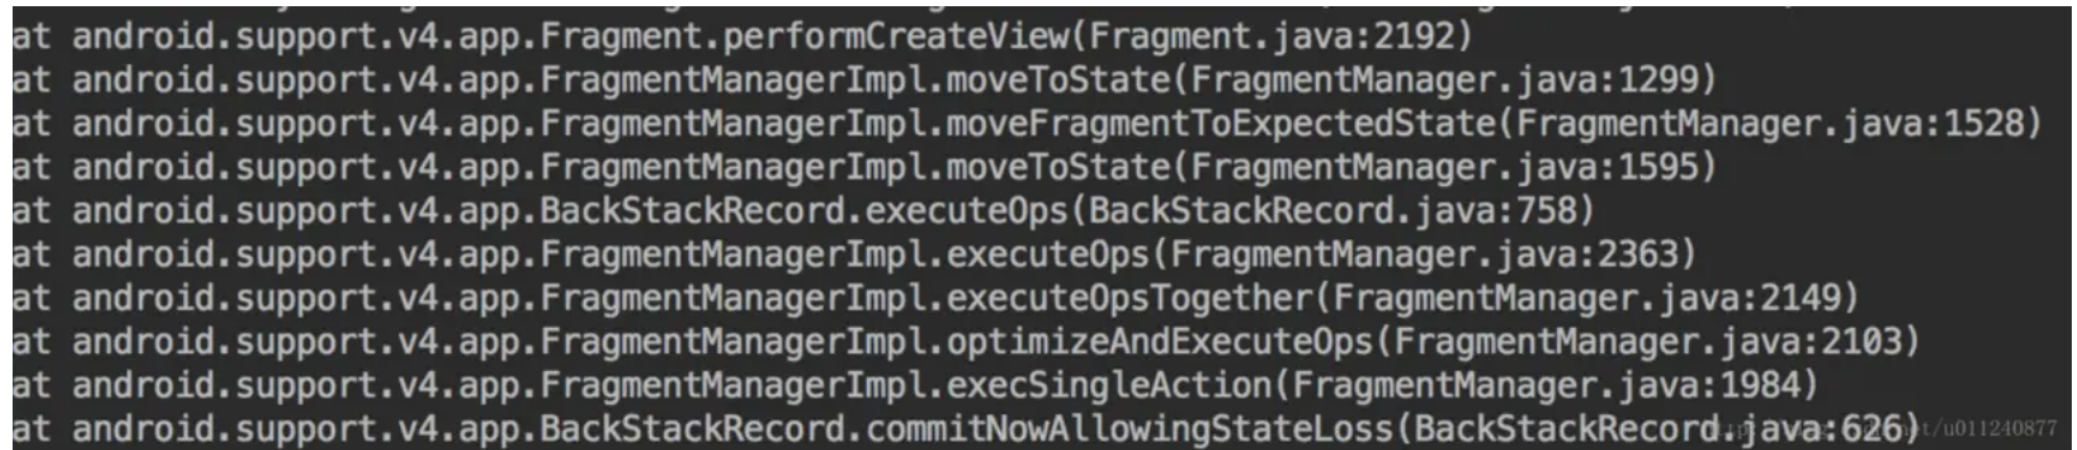 at android.support.v4.app.Fragment.performCreateView(Fragment.java:2192)
at android.support.v4.app.FragmentManagerImpl.moveToState(FragmentManager.java:1299)
at android.support.v4.app.FragmentManagerImpl.moveFragmentToExpectedState(FragmentManager.java:1528)
at android.support.v4.app.FragmentManagerImpl.moveToState(FragmentManager.java:1595)
at android.support.v4.app.BackStackRecord.executeOps(BackStackRecord.java:758)
at android.support.v4.app.FragmentManagerImpl.executeOps(FragmentManager.java:2363)
at android.support.v4.app.FragmentManagerImpl.executeOpsTogether(FragmentManager.java:2149)
at android.support.v4.app.FragmentManagerImpl.optimizeAndExecuteOps(FragmentManager.java:2103)
at android.support.v4.app.FragmentManagerImpl.execSingleAction(FragmentManager.java:1984)
at android.support.v4.app.BackStackRecord.commitNowAllowingStateLoss(BackStackRecord.java:626)